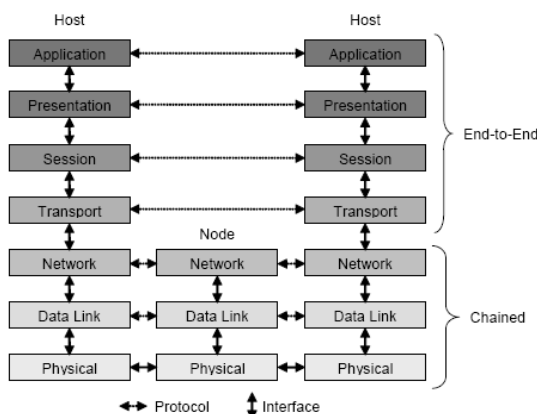 Host Host
Application Application
Presentation Presentation
End-to-End
Session Session
Transport Transport
Node
Network Network Network
Data Link Data Link Data Link
Chained
Physical Physical Physical
Protocol Interface